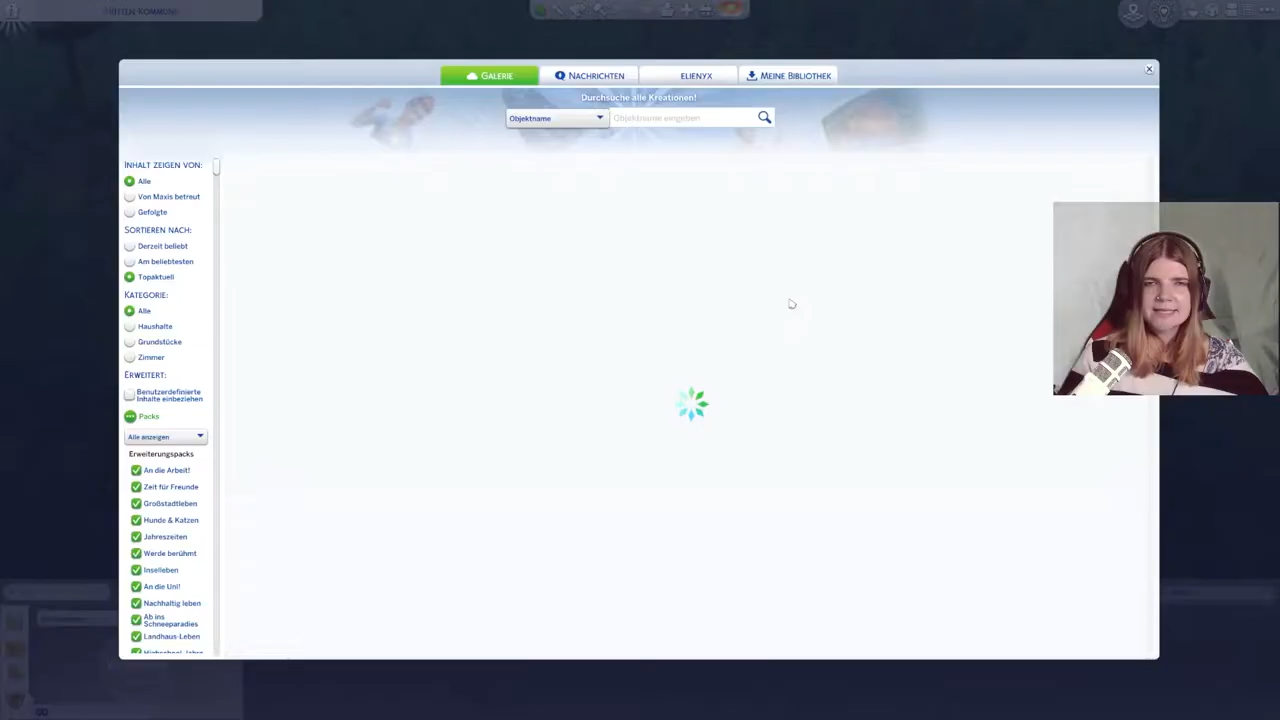 GALERIE
NACHRICHTEN
ELIENYX
MEINE BIBLIOTHEK
Durchsuche alle Kreationen!
Objektname
Objektname eingeben
INHALT ZEIGEN VON:
Alle
Von Maxis betreut
Gefolgte
SORTIEREN NACH:
Derzeit beliebt
Am beliebtesten
Topaktuell
KATEGORIE:
Alle
Haushalte
Grundstücke
Zimmer
ERWEITERT:
Benutzerdefinierte
Inhalte einbeziehen
Packs
Alle anzeigen
Erweiterungspacks
An die Arbeit!
Zeit für Freunde
Großstadtleben
Hunde & Katzen
Jahreszeiten
Werde berühmt
Inselleben
An die Uni!
Nachhaltig leben
Ab ins
Schneeparadies
Landhaus-Leben
Highschool-Jahre